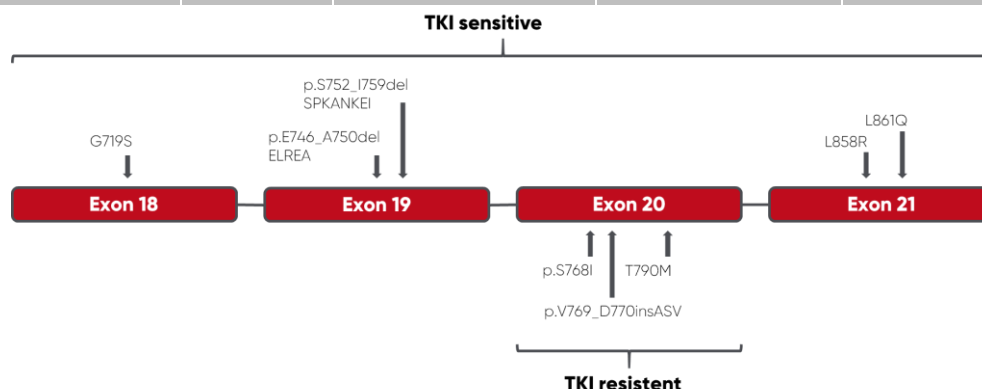 TKI sensitive
p.S752_I759del
SPKANKEI
L861Q
G719S
p.E746_A750del
ELREA
L858R
Exon 18
Exon 19
Exon 20
Exon 21
p.S768I
T790M
p.V769_D770insASV
TKI resistent